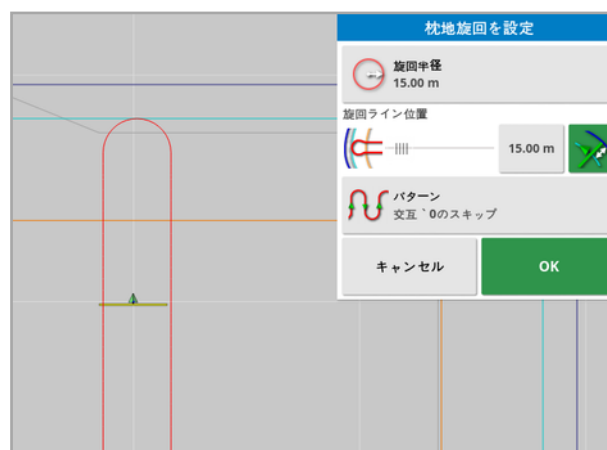 枕地旋回を設定
旋回半径
15.00 m
旋回ライン位置
15.00 m
パターン
交互 `0のスキップ
キャンセル
OK